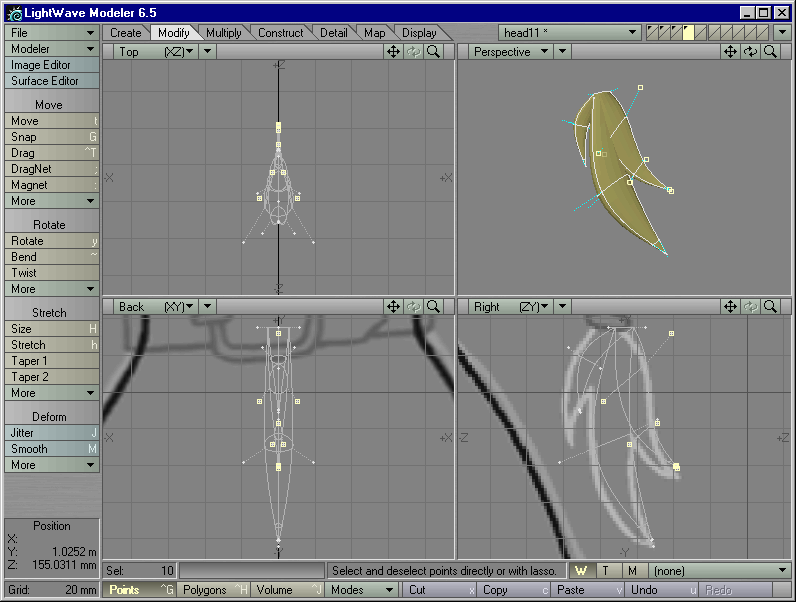 LightWave Modeler 6.5
File
Modeler
Image Editor
Surface Editor
Move
Move t
Snap G
Drag ^T
DragNet ;
Magnet :
More
Rotate
Rotate y
Bend ~
Twist
More
Stretch
Size H
Stretch h
Taper 1
Taper 2
More
Deform
Jitter J
Smooth M
More
Position
X:
Y: 1.0252 m
Z: 155.0311 mm
Grid: 20 mm
Create Modify Multiply Construct Detail Map Display
head11 *
Top (XZ)
Perspective
Back (XY)
Right (ZY)
-Z
-X +X
-Z
+Y
-X +X
-Y
-Z +Z
-Y
Sel: 10
Select and deselect points directly or with lasso.
W T M (none)
Points ^G Polygons ^H Volume ^J Modes Cut x Copy c Paste v Undo u Redo